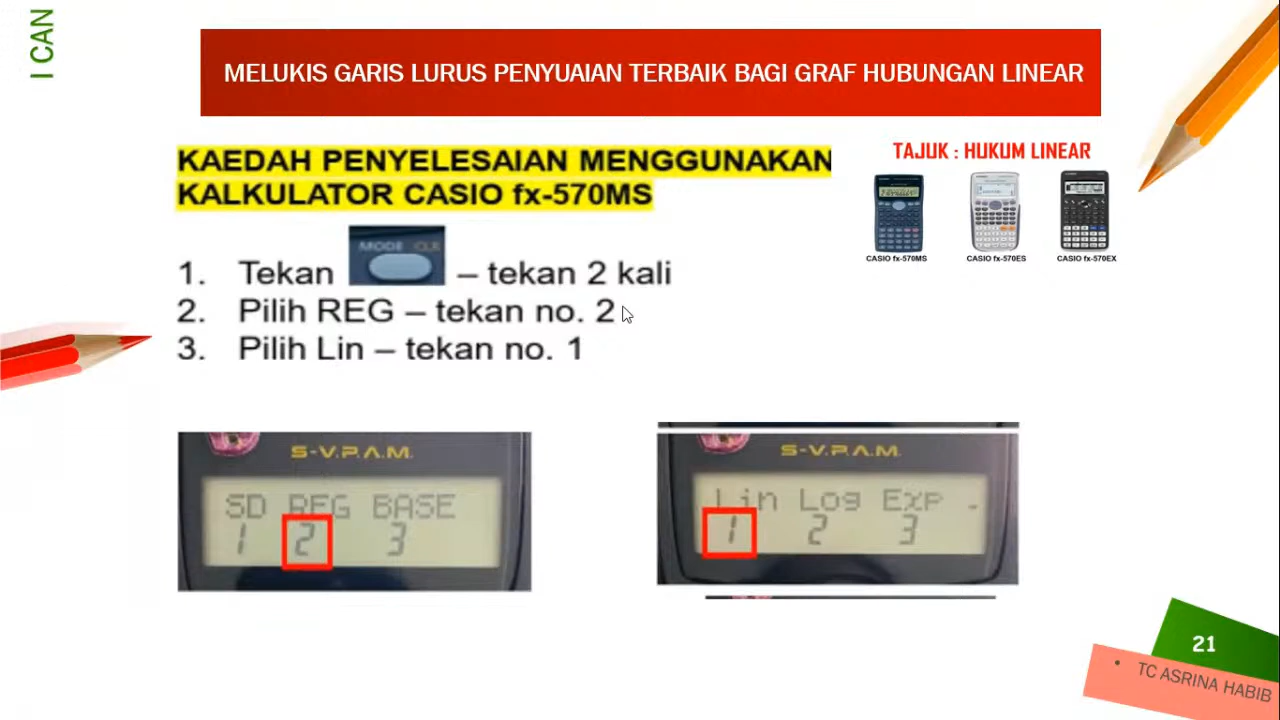 I CAN
MELUKIS GARIS LURUS PENYUAIAN TERBAIK BAGI GRAF HUBUNGAN LINEAR
KAEDAH PENYELESAIAN MENGGUNAKAN
KALKULATOR CASIO fx-570MS
TAJUK : HUKUM LINEAR
CASIO fx-570MS
CASIO fx-570ES
CASIO fx-570EX
MODE CLR
1. Tekan – tekan 2 kali
2. Pilih REG – tekan no. 2
3. Pilih Lin – tekan no. 1
S-V.P.A.M.
SD REG BASE
1 2 3
S-V.P.A.M.
Lin Log Exp
1 2 3
21
• TC ASRINA HABIB